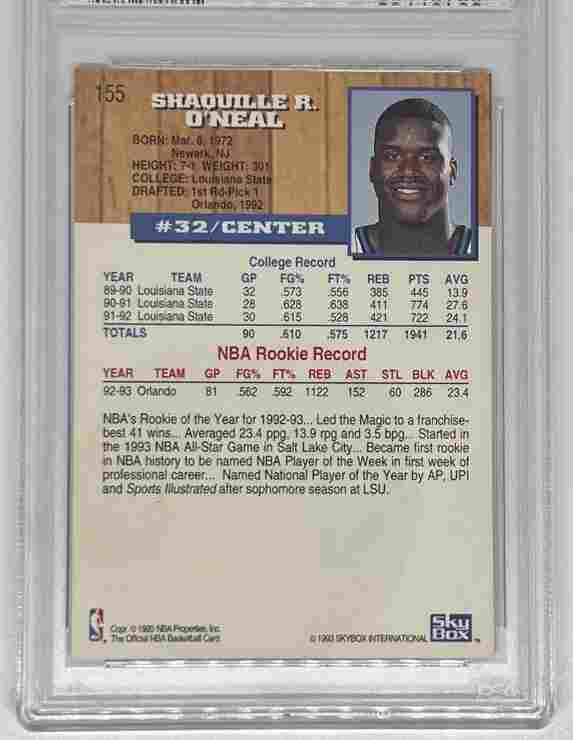 155
SHAQUILLE R.
O'NEAL
BORN: Mar. 6, 1972
Newark, NJ
HEIGHT: 7-1 WEIGHT: 301
COLLEGE: Louisiana State
DRAFTED: 1st Rd-Pick 1
Orlando, 1992
#32/CENTER
College Record
YEAR TEAM GP FG% FT% REB PTS AVG
89-90 Louisiana State 32 .573 .556 385 445 13.9
90-91 Louisiana State 28 .628 .638 411 774 27.6
91-92 Louisiana State 30 .615 .528 421 722 24.1
TOTALS 90 .610 .575 1217 1941 21.6
NBA Rookie Record
YEAR TEAM GP FG% FT% REB AST STL BLK AVG
92-93 Orlando 81 .562 .592 1122 152 60 286 23.4
NBA's Rookie of the Year for 1992-93... Led the Magic to a franchise-
best 41 wins... Averaged 23.4 ppg, 13.9 rpg and 3.5 bpg... Started in
the 1993 NBA All-Star Game in Salt Lake City... Became first rookie
in NBA history to be named NBA Player of the Week in first week of
professional career... Named National Player of the Year by AP, UPI
and Sports Illustrated after sophomore season at LSU.
Copr. © 1993 NBA Properties, Inc.
The Official NBA Basketball Card
© 1993 SKYBOX INTERNATIONAL
SkyBox